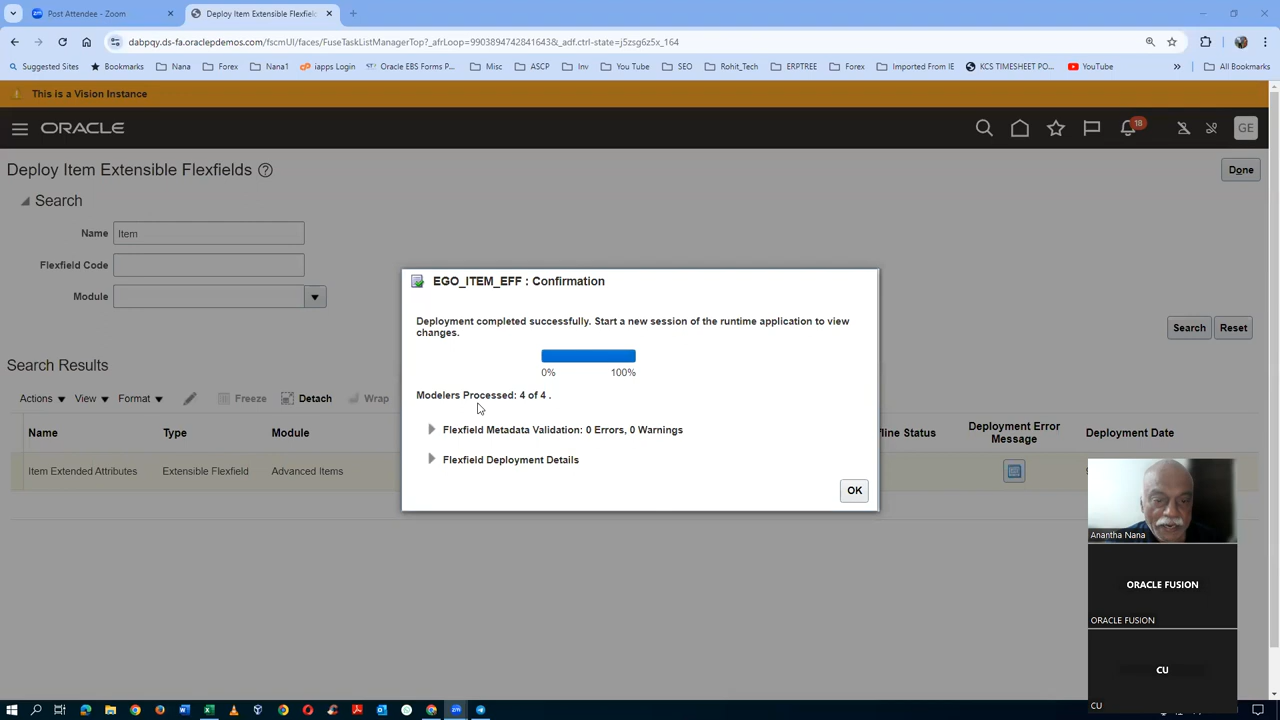 Post Attendee - Zoom
Deploy Item Extensible Flexfield
dabpqy.ds-fa.oraclepdemos.com/fscmUI/faces/FuseTaskListManagerTop?_afrLoop=9903894742841643&_adf.ctrl-state=j5zsg6z5x_164
Suggested Sites
Bookmarks
Nana
Forex
Nana1
iapps Login
Oracle EBS Forms P...
Misc
ASCP
Inv
You Tube
SEO
Rohit_Tech
ERPTREE
Forex
Imported From IE
KCS TIMESHEET PO...
YouTube
All Bookmarks
This is a Vision Instance
ORACLE
18
GE
Deploy Item Extensible Flexfields
Done
Search
Name Item
Flexfield Code
Module
Search Reset
Search Results
Actions View Format Freeze Detach Wrap
Name Type Module
ffline Status
Deployment Error
Message
Deployment Date
Item Extended Attributes Extensible Flexfield Advanced Items
EGO_ITEM_EFF : Confirmation
Deployment completed successfully. Start a new session of the runtime application to view
changes.
0% 100%
Modelers Processed: 4 of 4 .
Flexfield Metadata Validation: 0 Errors, 0 Warnings
Flexfield Deployment Details
OK
Anantha Nana
ORACLE FUSION
ORACLE FUSION
CU
CU